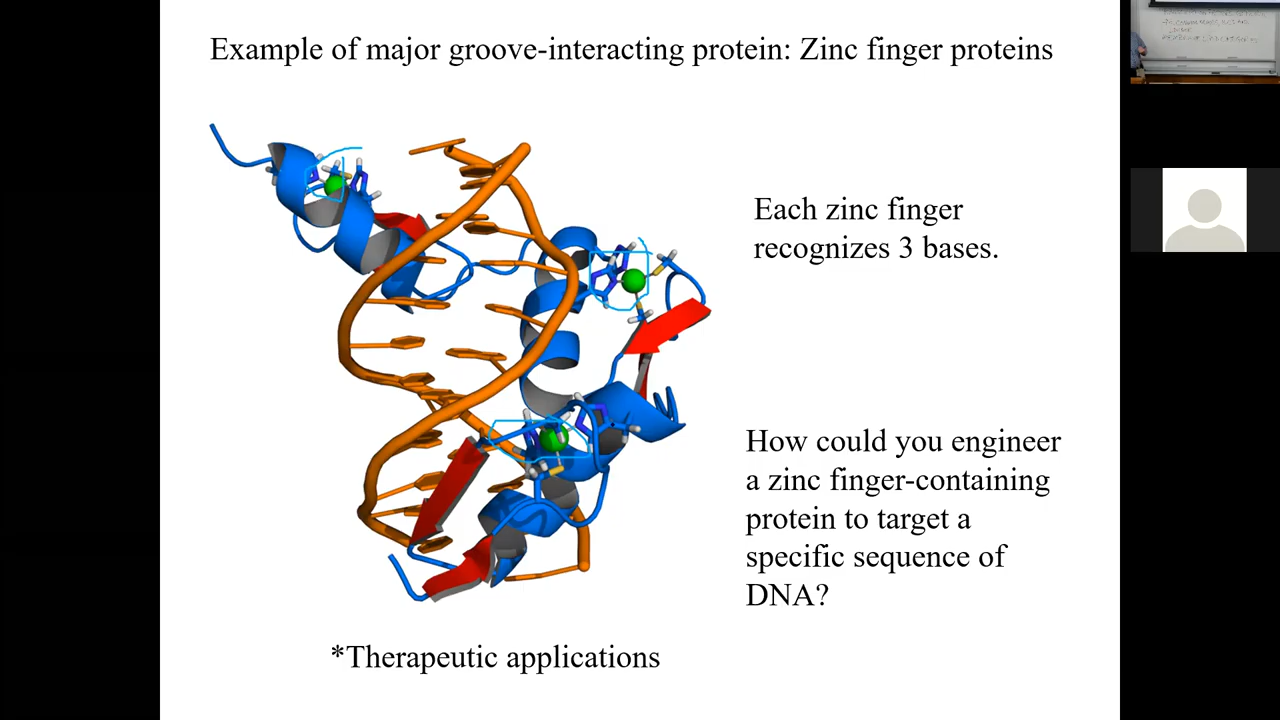 Example of major groove-interacting protein: Zinc finger proteins
Each zinc finger
recognizes 3 bases.
How could you engineer
a zinc finger-containing
protein to target a
specific sequence of
DNA?
*Therapeutic applications